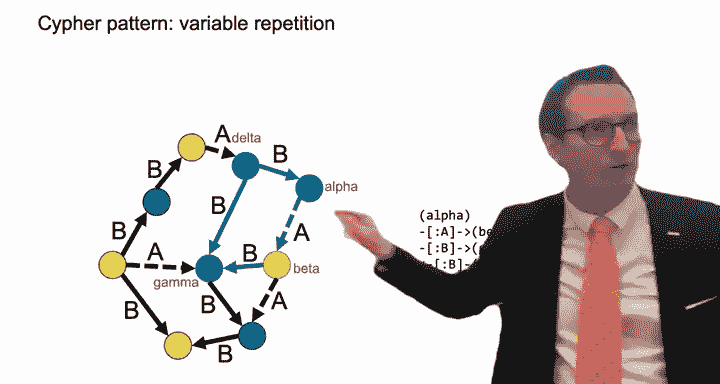 Cypher pattern: variable repetition
A
delta
B
B
alpha
B
B
A
A
B
B
beta
gamma
B
A
B
B
(alpha)
-[:A]->(be
-[:B]->(
-[:B]-